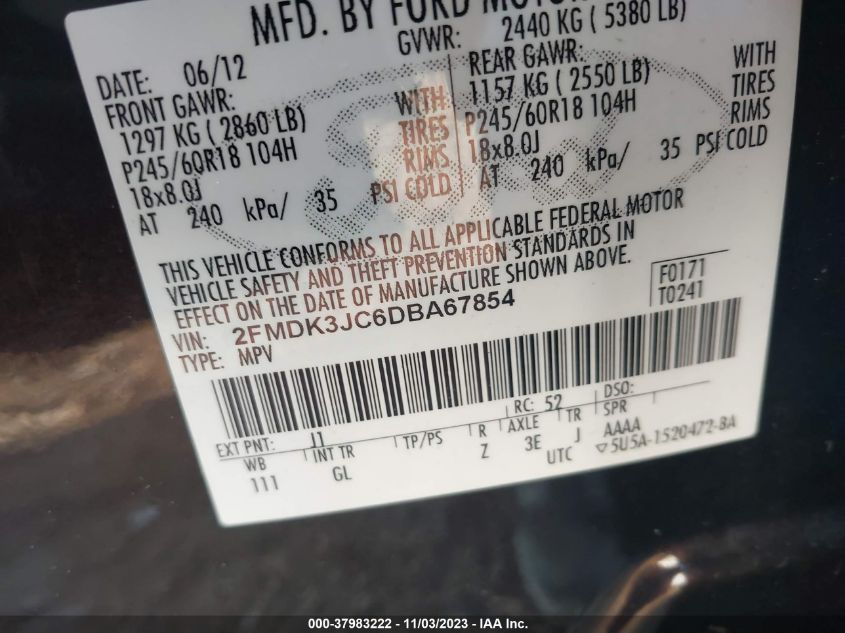 MFD. BY FORD MOTOR
DATE: 06/12 GVWR: 2440 KG ( 5380 LB)
FRONT GAWR: REAR GAWR:
1297 KG ( 2860 LB) WITH 1157 KG ( 2550 LB) WITH
P245/60R18 104H TIRES P245/60R18 104H TIRES
18x8.0J RIMS 18x8.0J RIMS
AT 240 kPa/ 35 PSI COLD AT 240 kPa/ 35 PSI COLD
THIS VEHICLE CONFORMS TO ALL APPLICABLE FEDERAL MOTOR
VEHICLE SAFETY AND THEFT PREVENTION STANDARDS IN
EFFECT ON THE DATE OF MANUFACTURE SHOWN ABOVE.
VIN: 2FMDK3JC6DBA67854 F0171
TYPE: MPV T0241
EXT PNT: J1 RC: 52 DSO:
WB INT TR TP/PS R AXLE TR SPR
111 GL Z 3E J AAAA
UTC ▽5U5A-1520472-BA
000-37983222 - 11/03/2023 - IAA Inc.